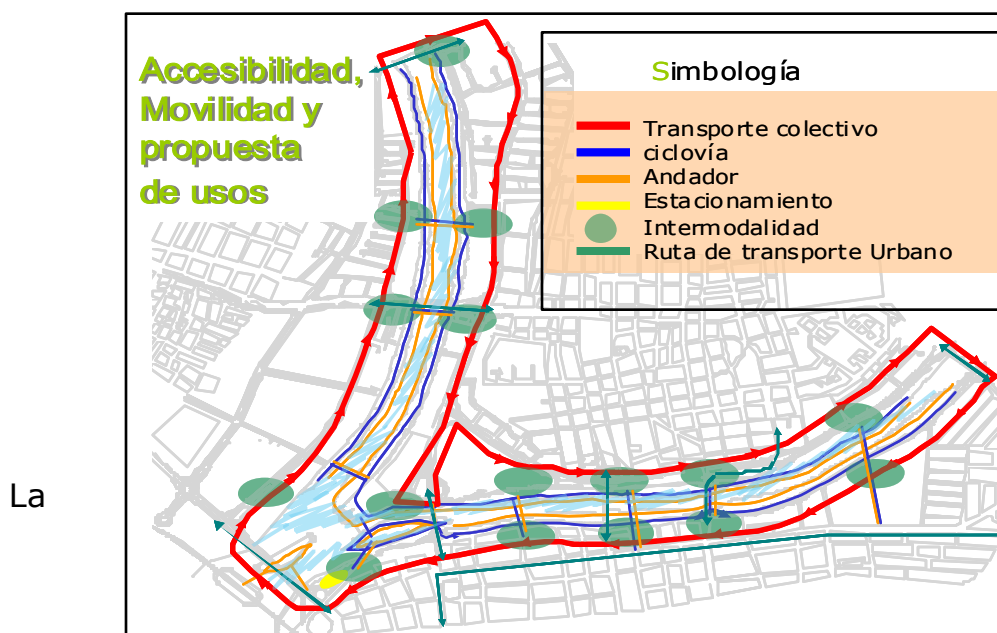 Accesibilidad,
Movilidad y
propuesta
de usos
Simbología
Transporte colectivo
ciclovía
Andador
Estacionamiento
Intermodalidad
Ruta de transporte Urbano
La